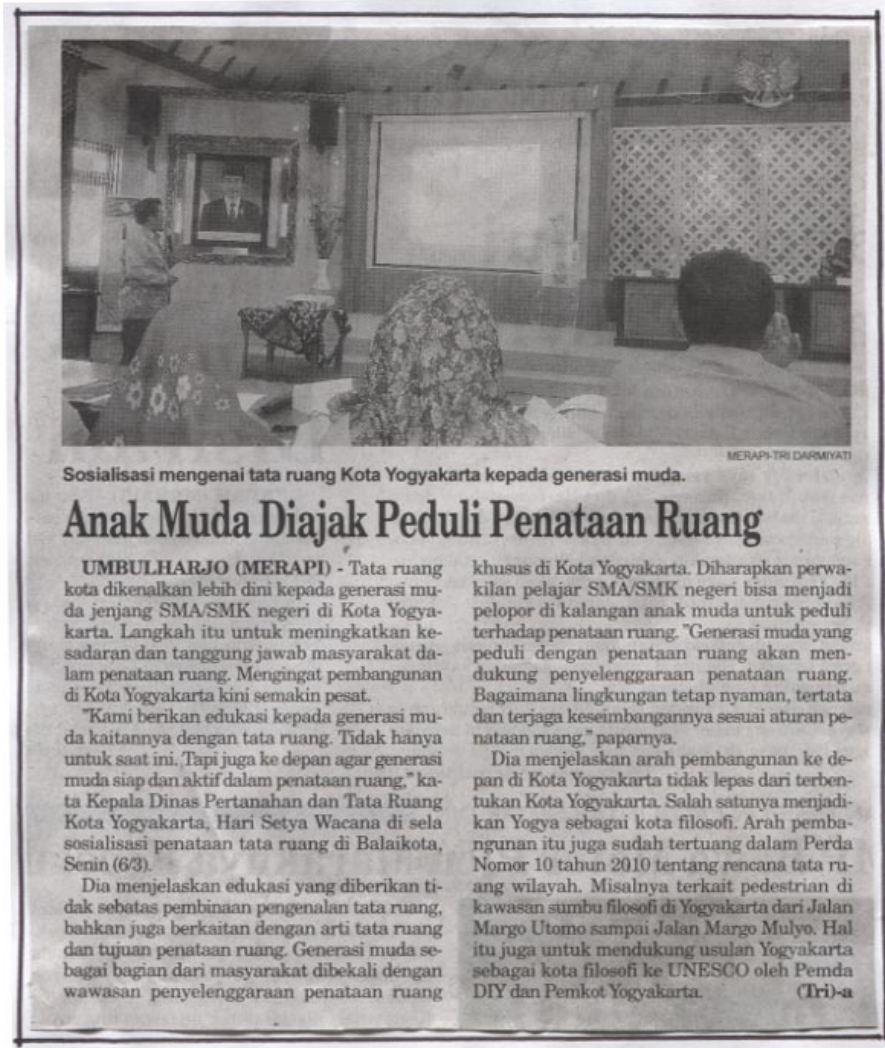 MERAPI-TRI DARMIYATI
Sosialisasi mengenai tata ruang Kota Yogyakarta kepada generasi muda.
Anak Muda Diajak Peduli Penataan Ruang
UMBULHARJO (MERAPI) - Tata ruang
kota dikenalkan lebih dini kepada generasi mu-
da jenjang SMA/SMK negeri di Kota Yogya-
karta. Langkah itu untuk meningkatkan ke-
sadaran dan tanggung jawab masyarakat da-
lam penataan ruang. Mengingat pembangunan
di Kota Yogyakarta kini semakin pesat.
"Kami berikan edukasi kepada generasi mu-
da kaitannya dengan tata ruang. Tidak hanya
untuk saat ini. Tapi juga ke depan agar generasi
muda siap dan aktif dalam penataan ruang," ka-
ta Kepala Dinas Pertanahan dan Tata Ruang
Kota Yogyakarta, Hari Setya Wacana di sela
sosialisasi penataan tata ruang di Balaikota,
Senin (6/3).
Dia menjelaskan edukasi yang diberikan ti-
dak sebatas pembinaan pengenalan tata ruang,
bahkan juga berkaitan dengan arti tata ruang
dan tujuan penataan ruang. Generasi muda se-
bagai bagian dari masyarakat dibekali dengan
wawasan penyelenggaraan penataan ruang
khusus di Kota Yogyakarta. Diharapkan perwa-
kilan pelajar SMA/SMK negeri bisa menjadi
pelopor di kalangan anak muda untuk peduli
terhadap penataan ruang. "Generasi muda yang
peduli dengan penataan ruang akan men-
dukung penyelenggaraan penataan ruang.
Bagaimana lingkungan tetap nyaman, tertata
dan terjaga keseimbangannya sesuai aturan pe-
nataan ruang," paparnya.
Dia menjelaskan arah pembangunan ke de-
pan di Kota Yogyakarta tidak lepas dari terben-
tukan Kota Yogyakarta. Salah satunya menjadi-
kan Yogya sebagai kota filosofi. Arah pemba-
ngunan itu juga sudah tertuang dalam Perda
Nomor 10 tahun 2010 tentang rencana tata ru-
ang wilayah. Misalnya terkait pedestrian di
kawasan sumbu filosofi di Yogyakarta dari Jalan
Margo Utomo sampai Jalan Margo Mulyo. Hal
itu juga untuk mendukung usulan Yogyakarta
sebagai kota filosofi ke UNESCO oleh Pemda
DIY dan Pemkot Yogyakarta. (Tri)-a